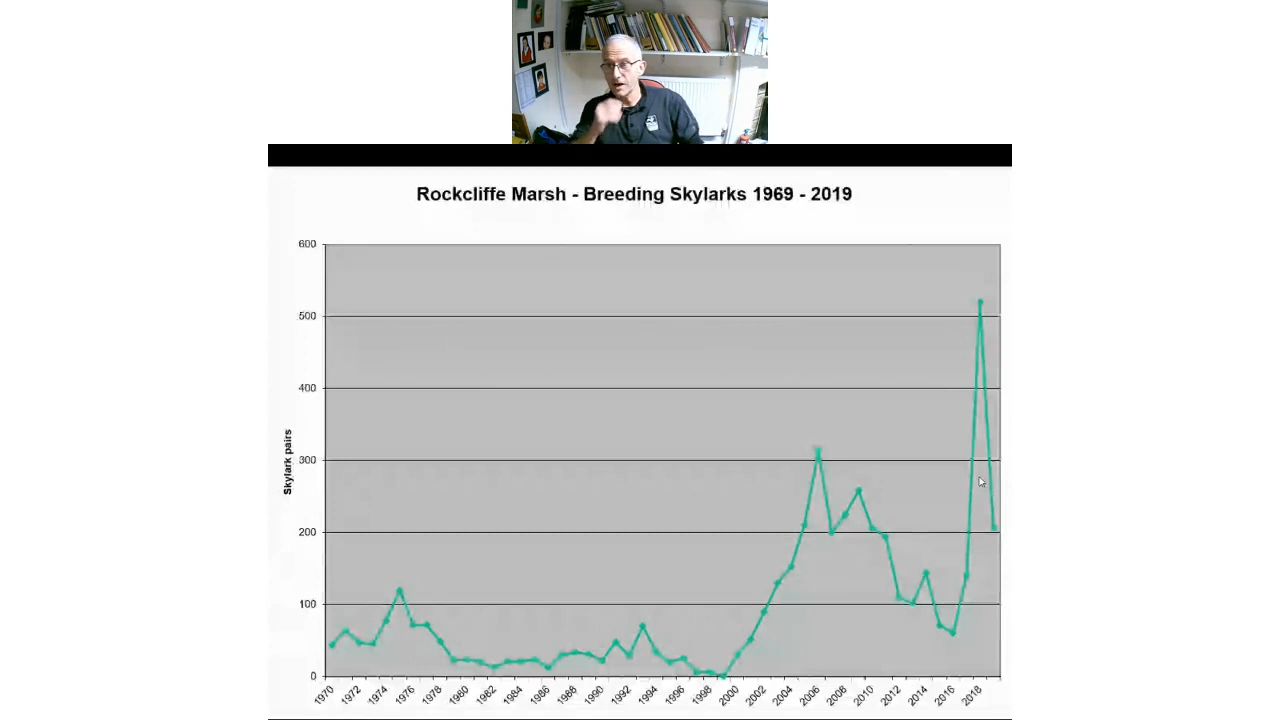 Rockcliffe Marsh - Breeding Skylarks 1969 - 2019
600
500
400
300
200
100
0
Skylark pairs
1970 1972 1974 1976 1978 1980 1982 1984 1986 1988 1990 1992 1994 1996 1998 2000 2002 2004 2006 2008 2010 2012 2014 2016 2018